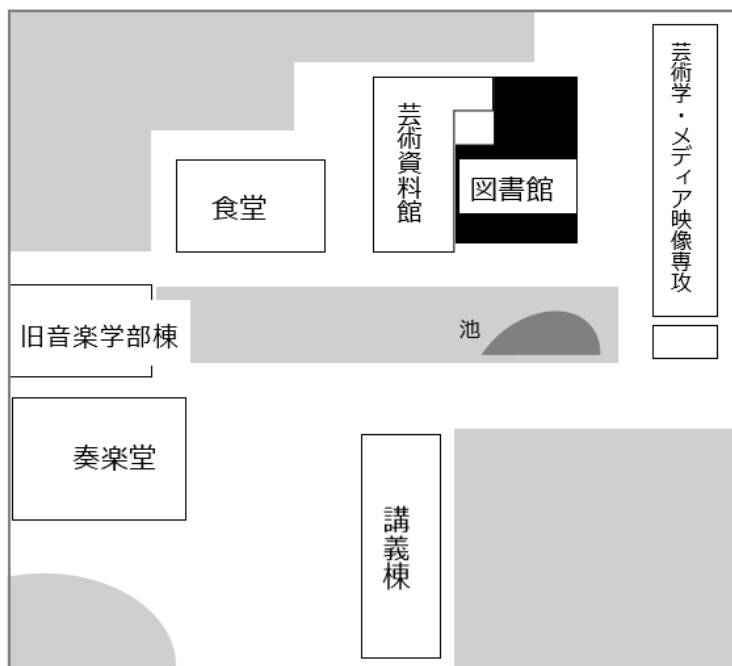 芸術学・メディア映像専攻
芸術資料館
図書館
食堂
池
旧音楽学部棟
奏楽堂
講義棟